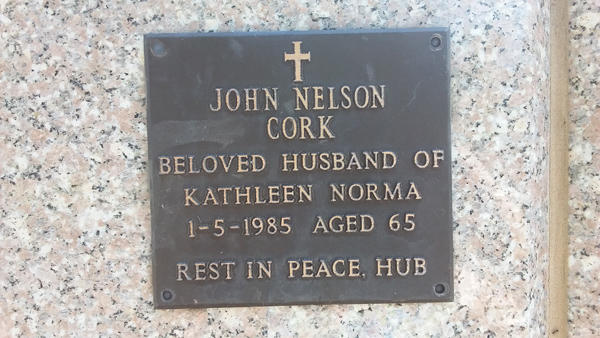 JOHN NELSON
CORK
BELOVED HUSBAND OF
KATHLEEN NORMA
1-5-1985 AGED 65
REST IN PEACE, HUB